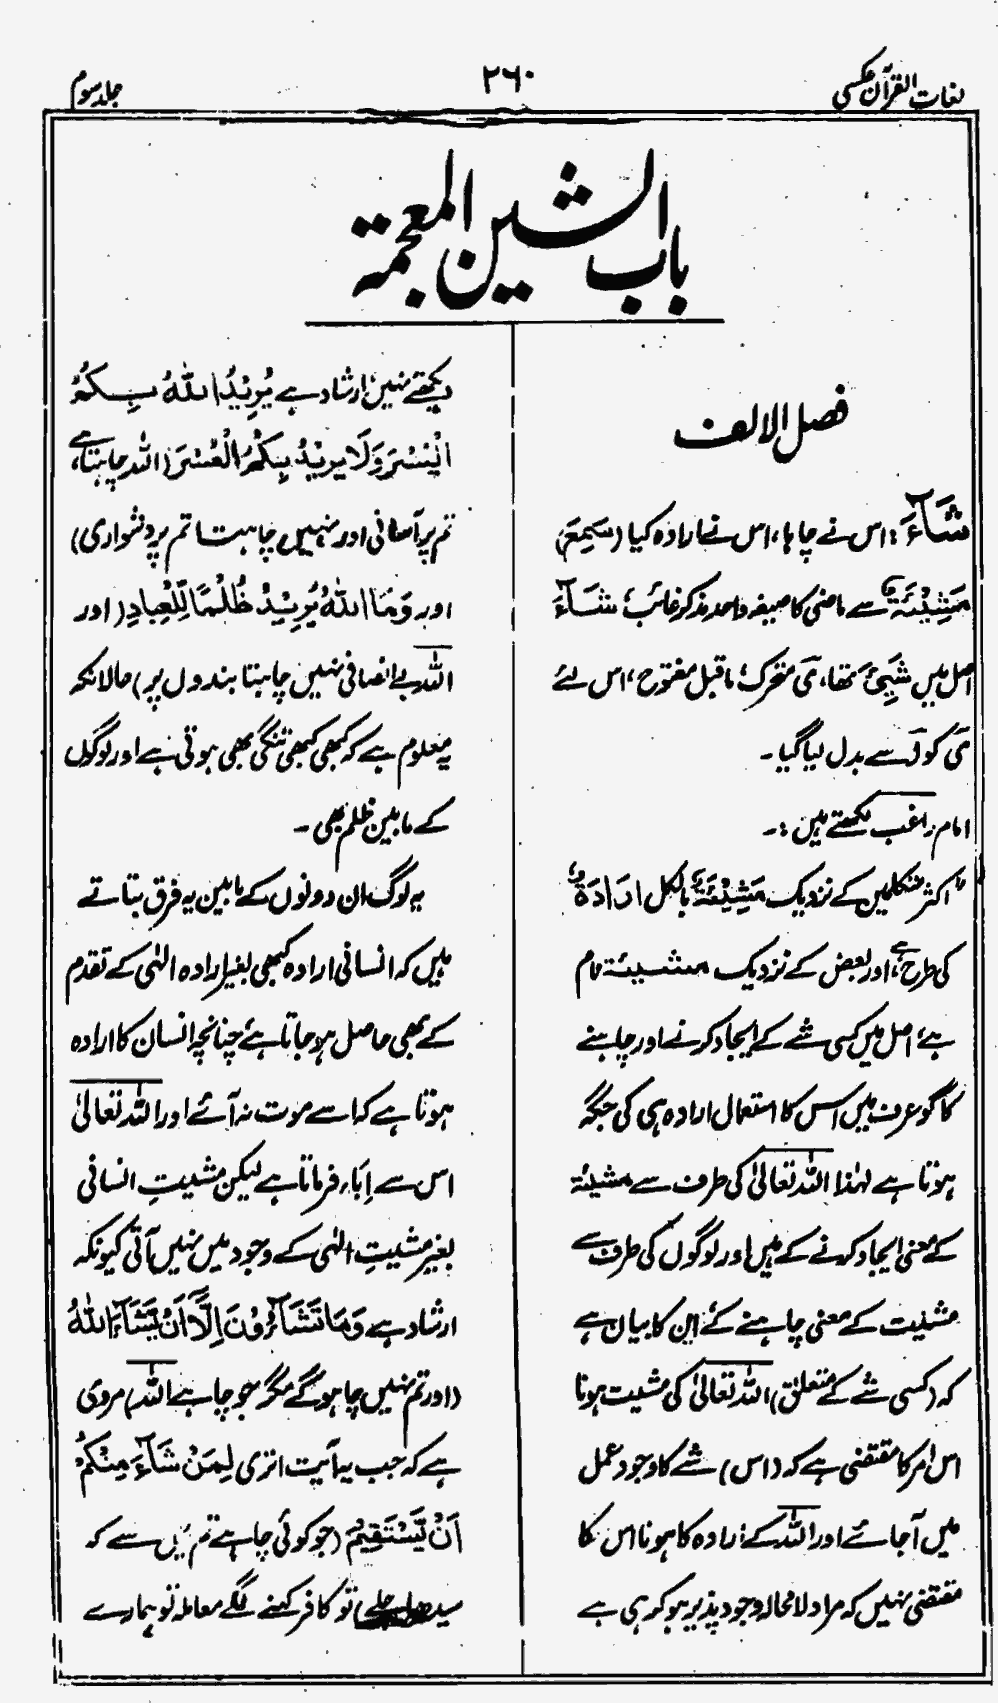 لغات القرآن عکسی
۲۶۰
جلد سوم
باب الشین المعجمة
فصل الالف
شَآءَ : اس نے چاہا، اس نے ارادہ کیا (سَمِعَ)
مَشِيْئَةٌ سے ماضی کا صیغہ واحد مذکر غائب، شَآءَ
اصل میں شَيِئَ تھا، یَ متحرک، ماقبل مفتوح، اس لئے
یَ کو اَ سے بدل لیا گیا ۔
امام راغب لکھتے ہیں :۔
" اکثر متکلمین کے نزدیک مَشِيْئَةٌ بالکل اِرَادَةٌ
کی طرح ہے، اور بعض کے نزدیک مشیئة نام
ہے، اصل میں کسی شے کے ایجاد کرنے اور چاہنے
کا گو عرف میں اس کا استعمال ارادہ ہی کی جگہ
ہوتا ہے لہٰذا اللہ تعالیٰ کی طرف سے مشیئة
کے معنی ایجاد کرنے کے ہیں اور لوگوں کی طرف سے
مشیت کے معنی چاہنے کے، ان کا بیان ہے
کہ (کسی شے کے متعلق) اللہ تعالیٰ کی مشیت ہونا
اس امر کا مقتضی ہے کہ (اس) شے کا وجود عمل
میں آجائے اور اللہ کے ارادہ کا ہونا اس کا
مقتضی نہیں کہ مراد لا محالہ وجود پذیر ہو کر ہی ہے
دیکھتے نہیں، ارشاد ہے يُرِيْدُ اللّٰهُ بِكُمُ
الْيُسْرَ وَلَا يُرِيْدُ بِكُمُ الْعُسْرَ (اللہ چاہتا ہے
تم پر آسانی اور نہیں چاہتا تم پر دشواری)
اور وَمَا اللّٰهُ يُرِيْدُ ظُلْمًا لِّلْعِبَادِ (اور
اللہ بے انصافی نہیں چاہتا بندوں پر) حالانکہ
یہ معلوم ہے کہ کبھی کبھی تنگی بھی ہوتی ہے اور لوگوں
کے مابین ظلم بھی ۔
یہ لوگ ان دونوں کے مابین یہ فرق بتاتے
ہیں کہ انسانی ارادہ کبھی بغیر ارادہ الٰہی کے تقدم
کے بھی حاصل ہو جاتا ہے، چنانچہ انسان کا ارادہ
ہوتا ہے کہ اسے موت نہ آئے اور اللہ تعالیٰ
اس سے اِباء فرماتا ہے لیکن مشیتِ انسانی
بغیر مشیتِ الٰہی کے وجود میں نہیں آتی کیونکہ
ارشاد ہے وَمَا تَشَآءُوْنَ اِلَّآ اَنْ يَّشَآءَ اللّٰهُ
(اور تم نہیں چاہو گے مگر جو چاہے اللہ) مروی
ہے کہ جب یہ آیت اتری لِمَنْ شَآءَ مِنْكُمْ
اَنْ يَّسْتَقِيْمَ (جو کوئی چاہے تم میں سے کہ
سیدھا چلے) تو کافر کہنے لگے معاملہ تو ہمارے